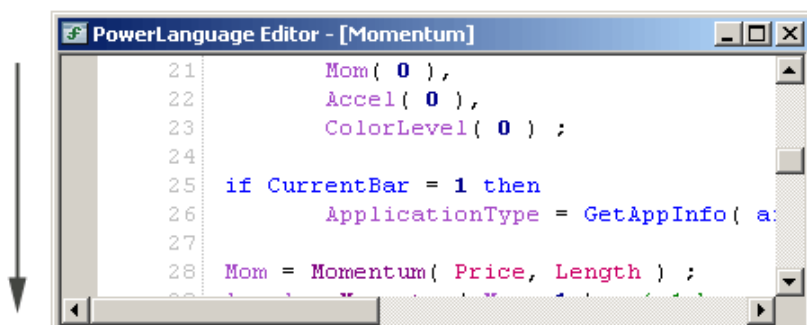 PowerLanguage Editor - [Momentum]
21 Mom( 0 ),
22 Accel( 0 ),
23 ColorLevel( 0 ) ;
24
25 if CurrentBar = 1 then
26 ApplicationType = GetAppInfo(
27
28 Mom = Momentum( Price, Length ) ;